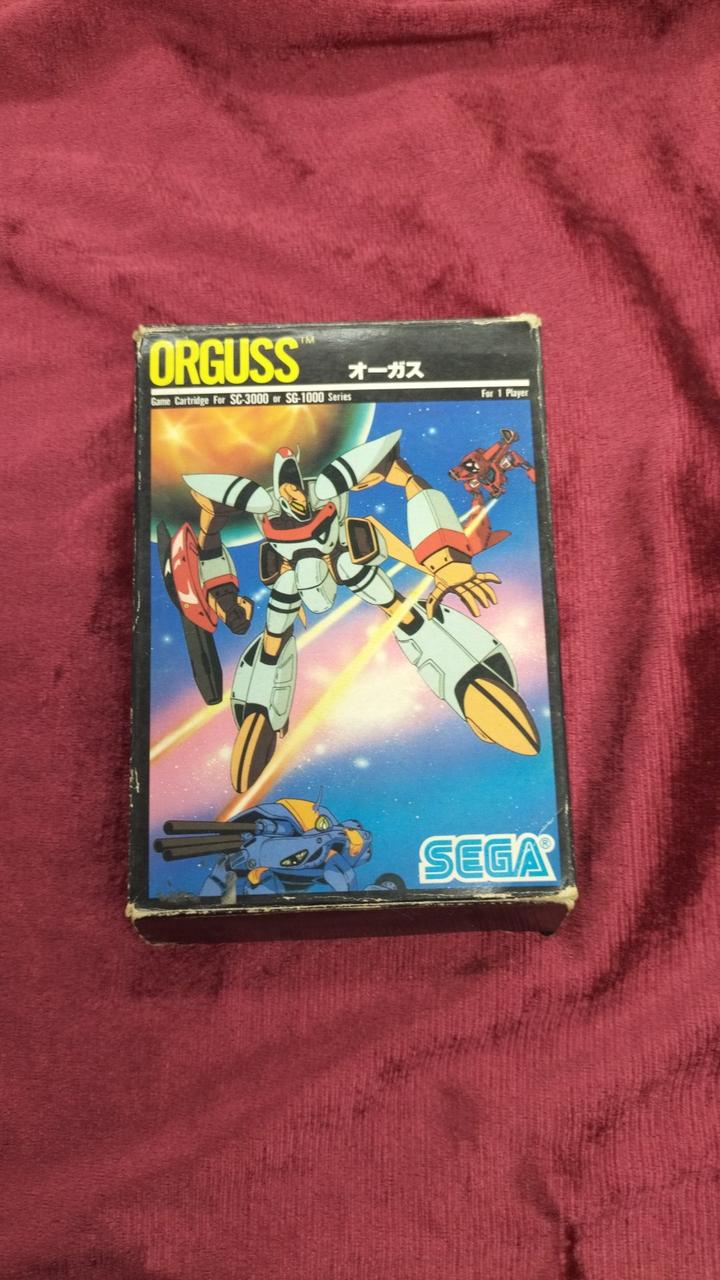 ORGUSS™
オーガス
Game Cartridge For SC-3000 or SG-1000 Series
For 1 Player
SEGA®